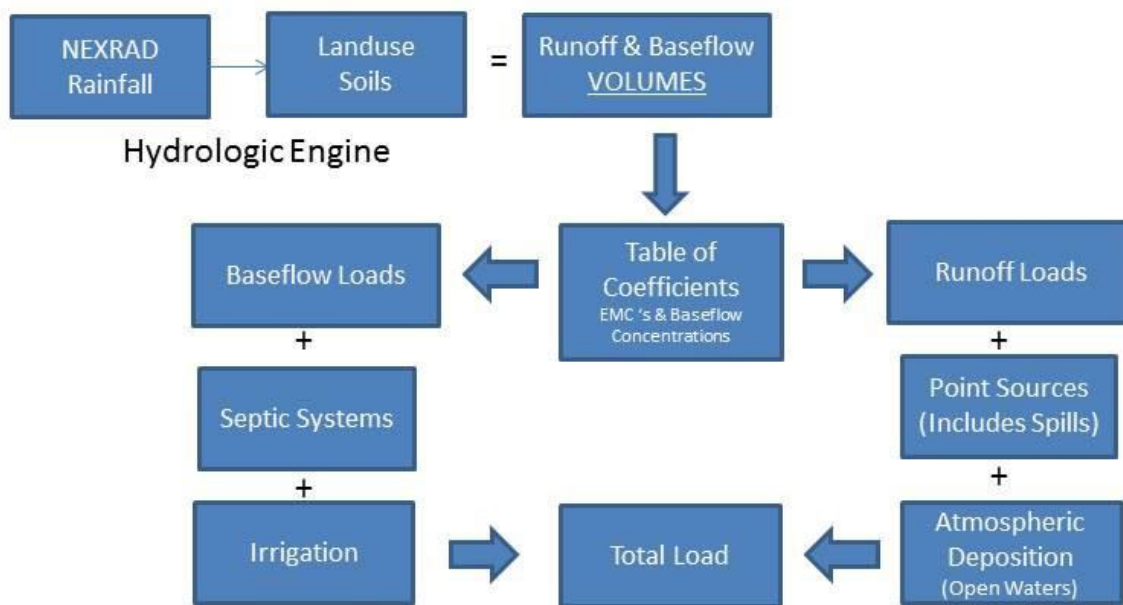 NEXRAD
Rainfall
Landuse
Soils
=
Runoff & Baseflow
VOLUMES
Hydrologic Engine
Baseflow Loads
Table of
Coefficients
EMC 's & Baseflow
Concentrations
Runoff Loads
+
+
Septic Systems
Point Sources
(Includes Spills)
+
+
Irrigation
Total Load
Atmospheric
Deposition
(Open Waters)